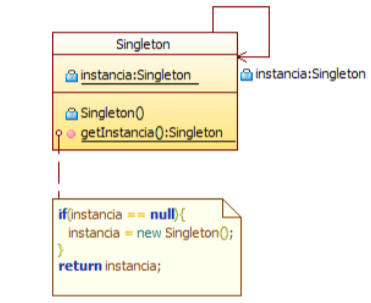 Singleton
instancia:Singleton
instancia:Singleton
Singleton()
getInstancia():Singleton
if(instancia == null){
instancia = new Singleton();
}
return instancia;